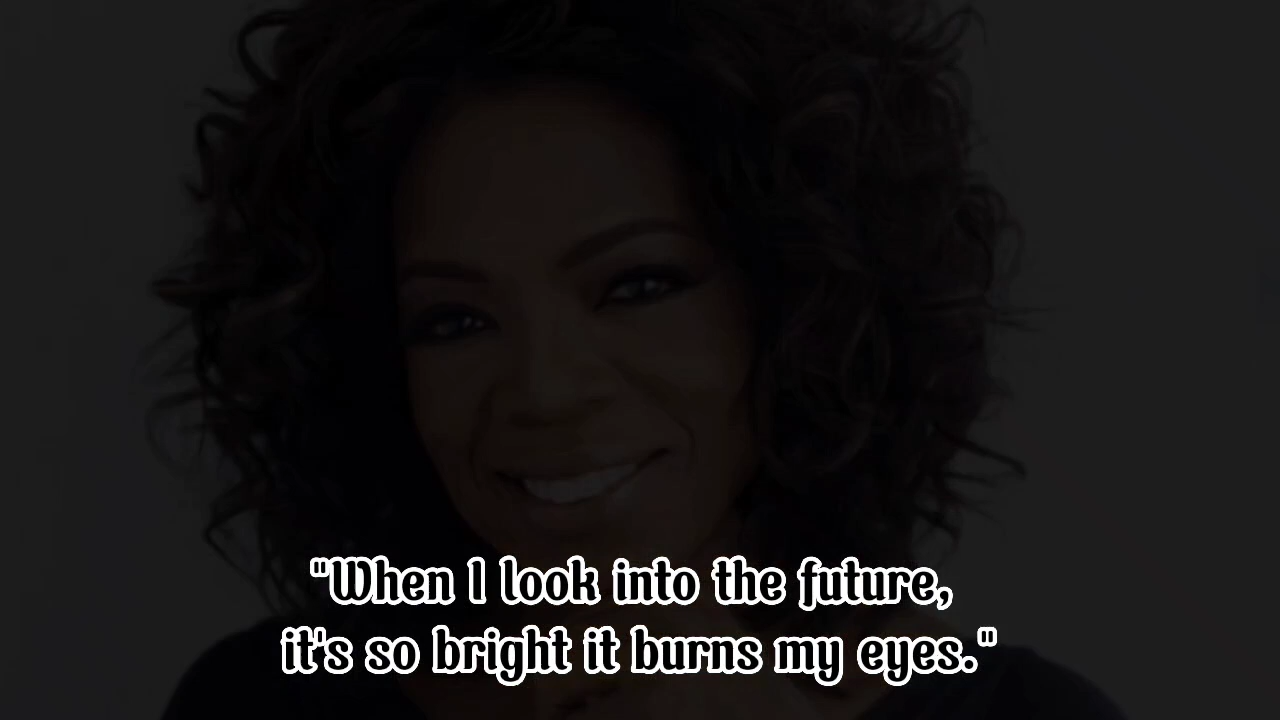 "When I look into the future,
it's so bright it burns my eyes."